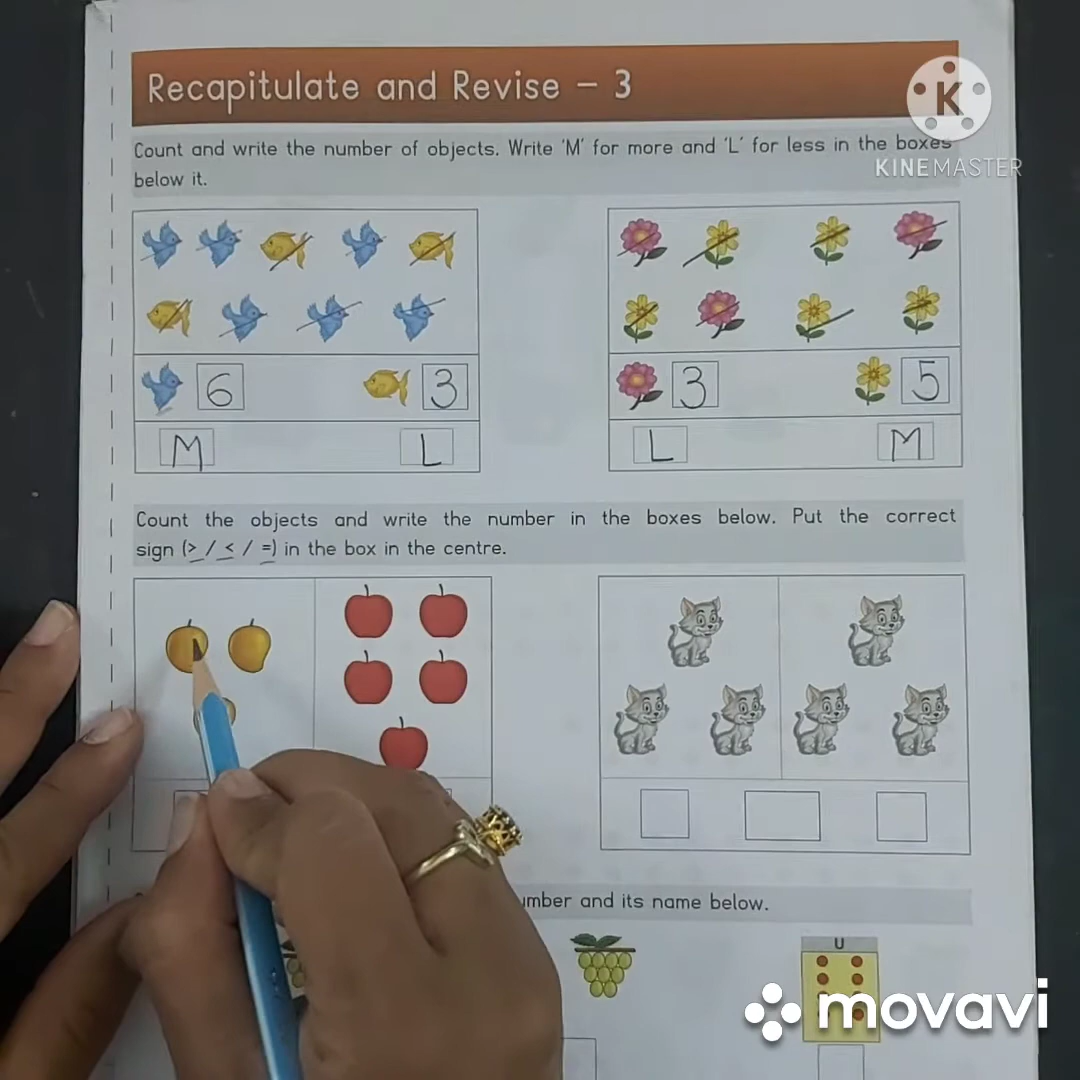 Recapitulate and Revise – 3
K
KINEMASTER
Count and write the number of objects. Write 'M' for more and 'L' for less in the boxes
below it.
6 3 3 5
M L L M
Count the objects and write the number in the boxes below. Put the correct
sign (> / < / =) in the box in the centre.
and its name below.
U
movavi